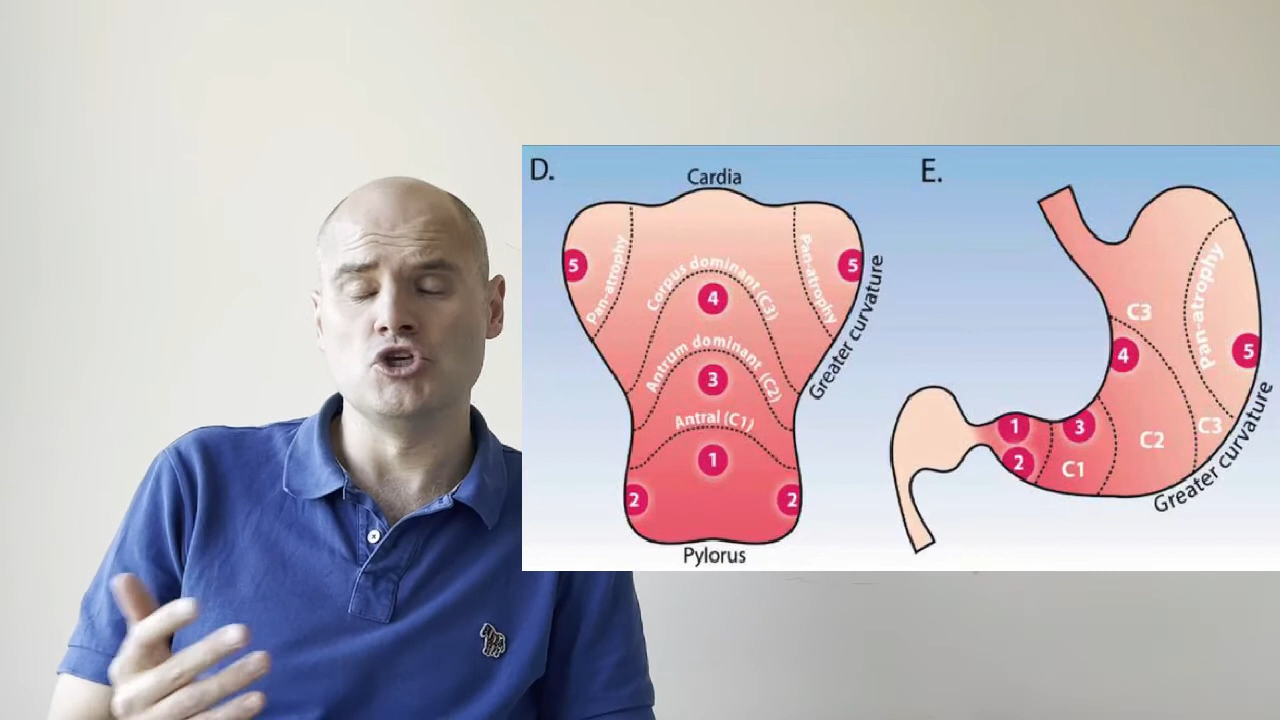 D.
Cardia
5
Pan-atrophy
Corpus dominant (C3)
4
Pan-atrophy
5
Greater curvature
Antrum dominant (C2)
3
Antral (C1)
1
2
2
Pylorus
E.
Pan-atrophy
C3
4
5
1
3
2
C1
C2
C3
Greater curvature